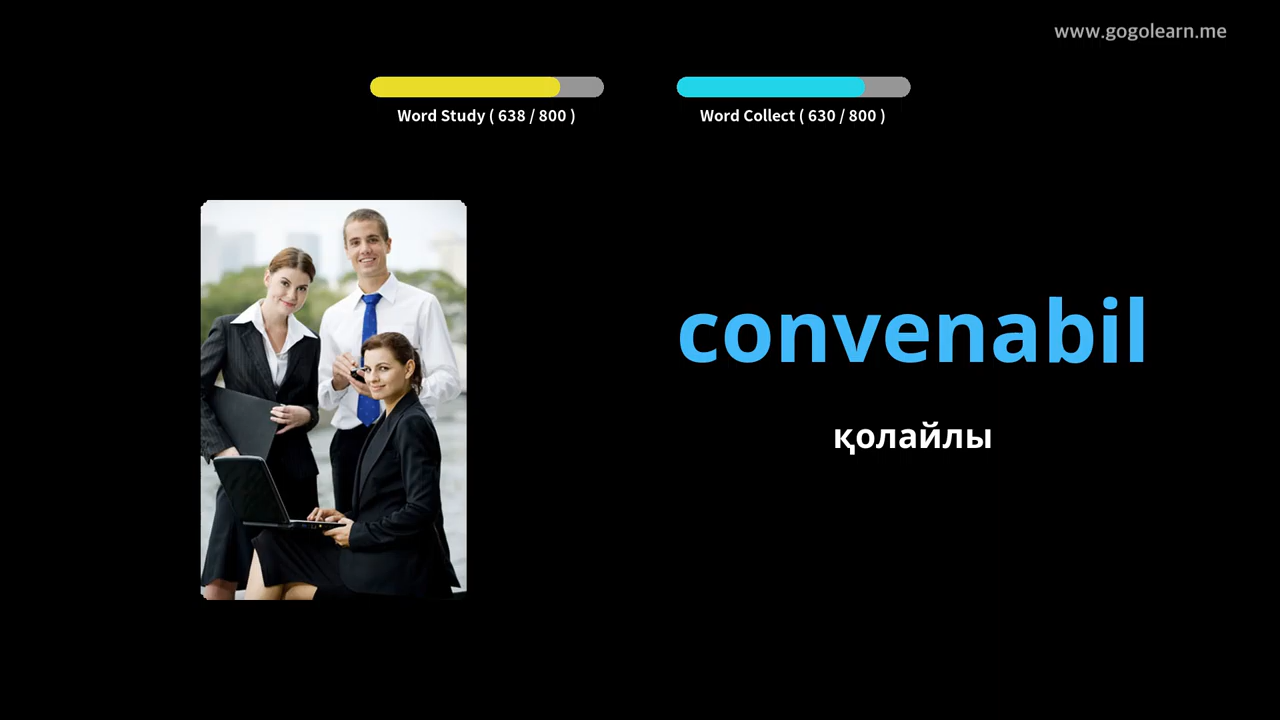 www.gogolearn.me
Word Study ( 638 / 800 )
Word Collect ( 630 / 800 )
convenabil
қолайлы